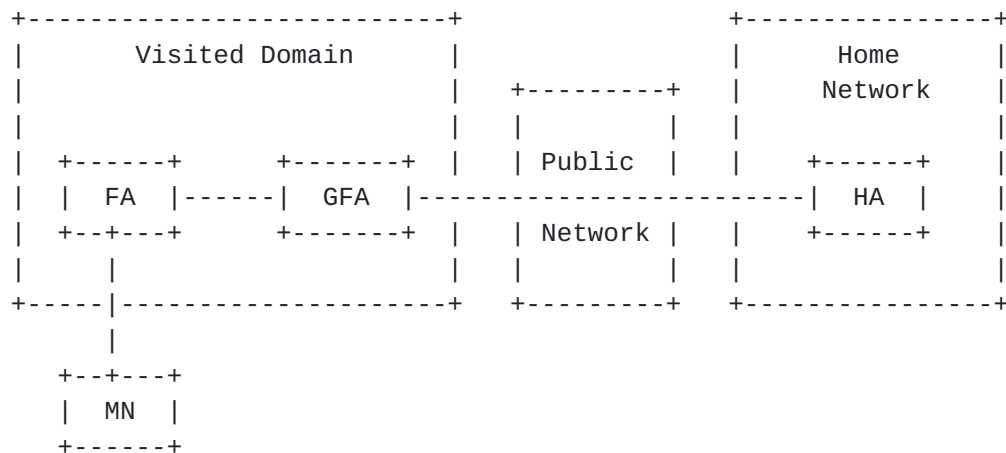 Visited Domain Home
Network
Public
FA GFA HA
Network
MN